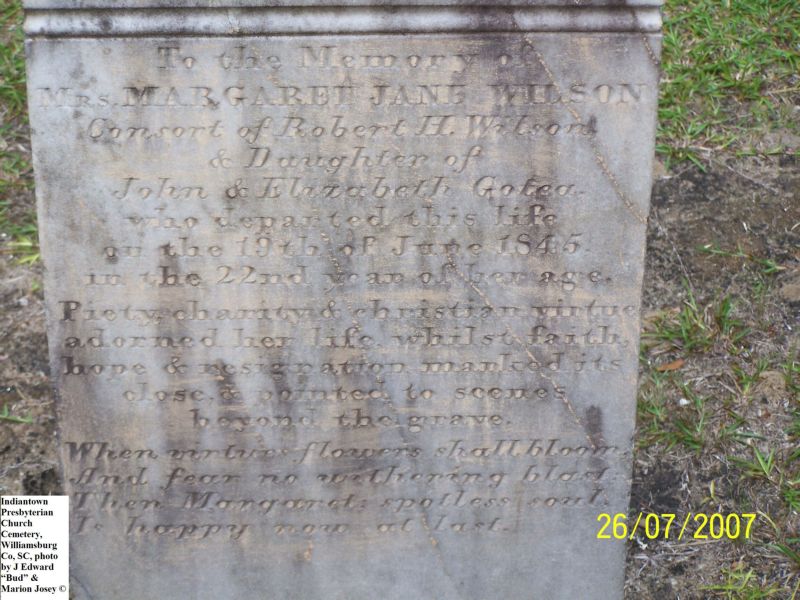 To the Memory of
MRS. MARGARET JANE WILSON
Consort of Robert H. Wilson,
& Daughter of
John & Elizabeth Gotea.
who departed this life
on the 19th of June 1845.
in the 22nd year of her age.
Piety, charity & christian virtue
adorned her life, whilst faith,
hope & resignation marked its
close, & pointed to scenes
beyond the grave.
When virtues flowers shall bloom,
And fear no withering blast
Then Margaret, spotless soul,
Is happy now at last.
Indiantown
Presbyterian
Church
Cemetery,
Williamsburg
Co, SC, photo
by J Edward
“Bud” &
Marion Josey ©
26/07/2007